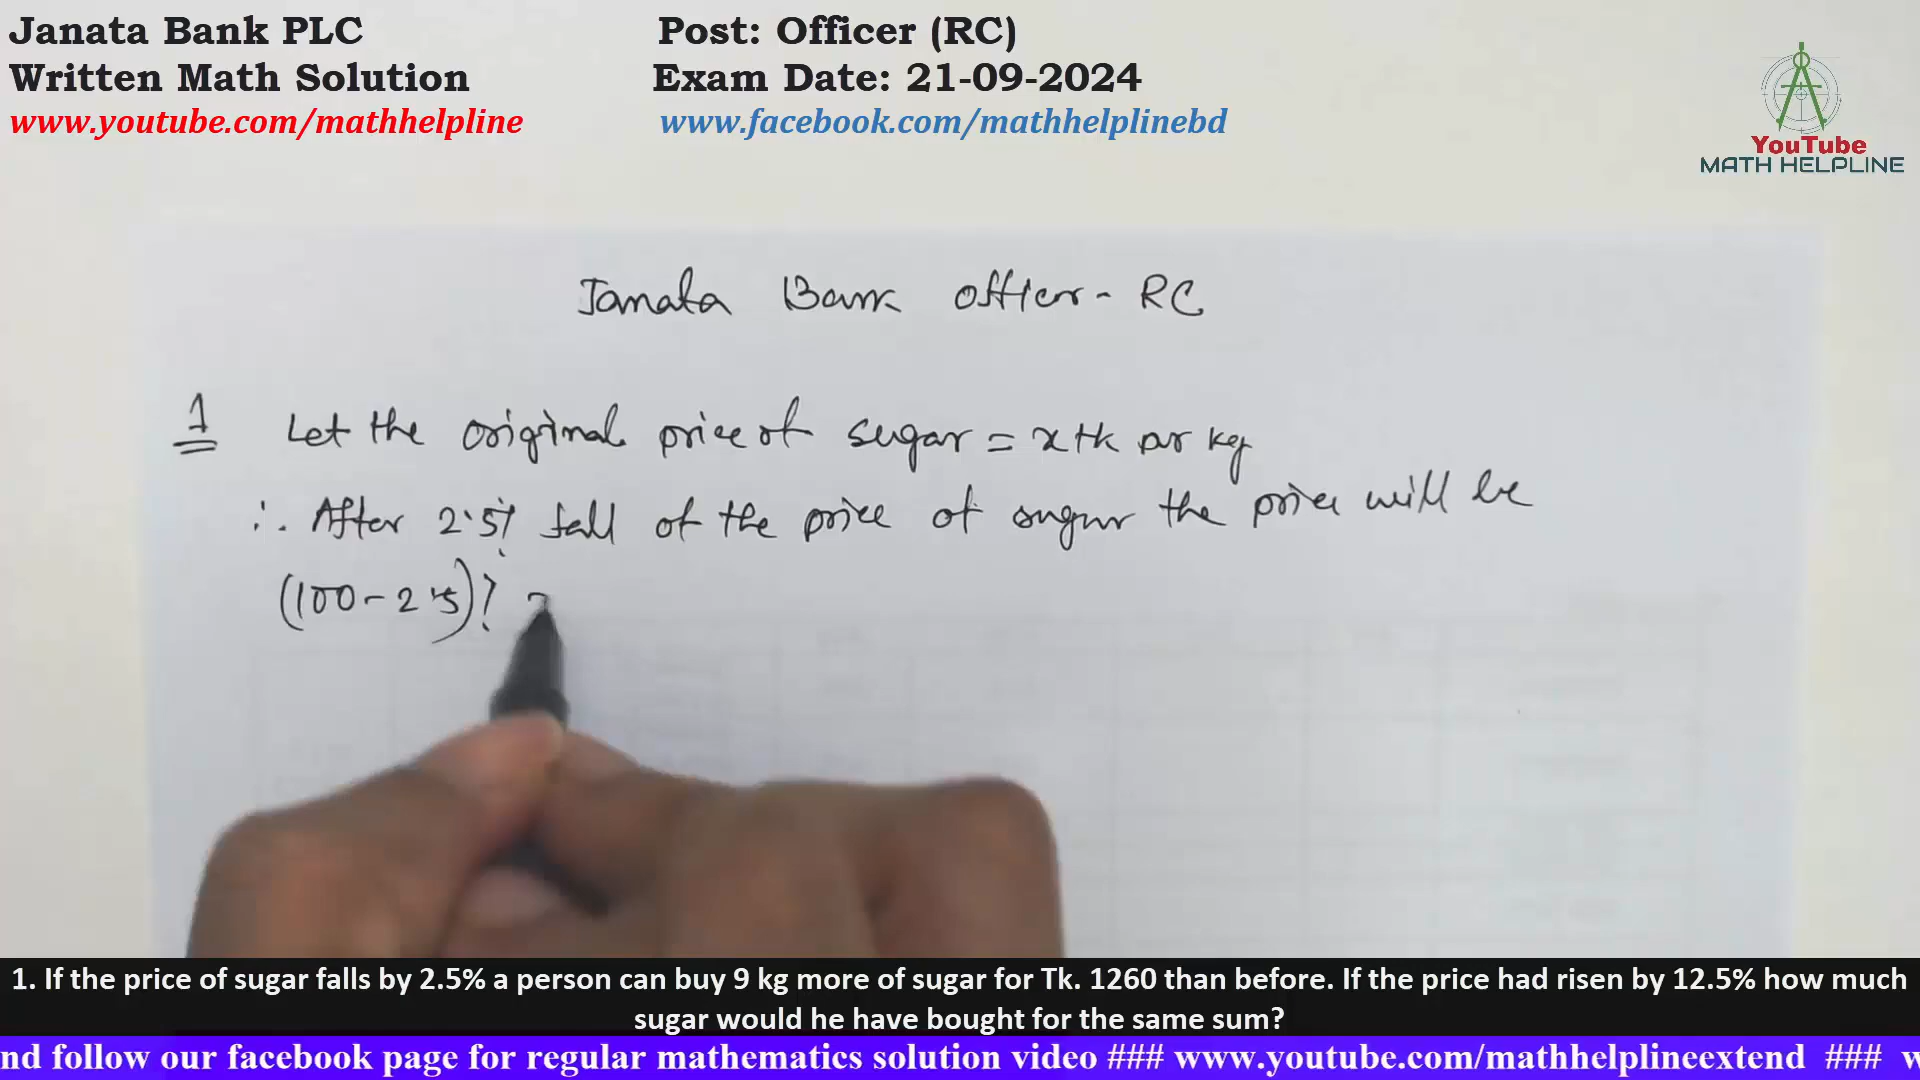 Janata Bank PLC
Post: Officer (RC)
Written Math Solution
Exam Date: 21-09-2024
www.youtube.com/mathhelpline
www.facebook.com/mathhelplinebd
YouTube
MATH HELPLINE
Janata Bank Officer - RC
1 Let the original price of sugar = x tk per kg
∴ After 2.5% fall of the price of sugar the price will be
(100-2.5)%
1. If the price of sugar falls by 2.5% a person can buy 9 kg more of sugar for Tk. 1260 than before. If the price had risen by 12.5% how much
sugar would he have bought for the same sum?
nd follow our facebook page for regular mathematics solution video ### www.youtube.com/mathhelplineextend ### w